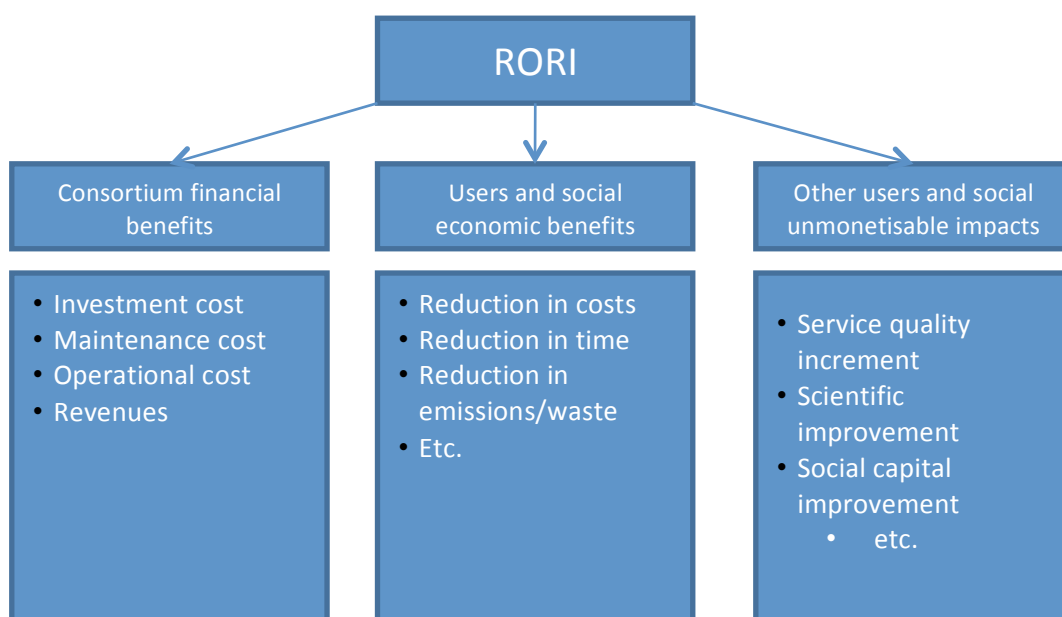 RORI
Consortium financial
benefits
Users and social
economic benefits
Other users and social
unmonetisable impacts
• Investment cost
• Maintenance cost
• Operational cost
• Revenues
• Reduction in costs
• Reduction in time
• Reduction in
emissions/waste
• Etc.
• Service quality
increment
• Scientific
improvement
• Social capital
improvement
• etc.